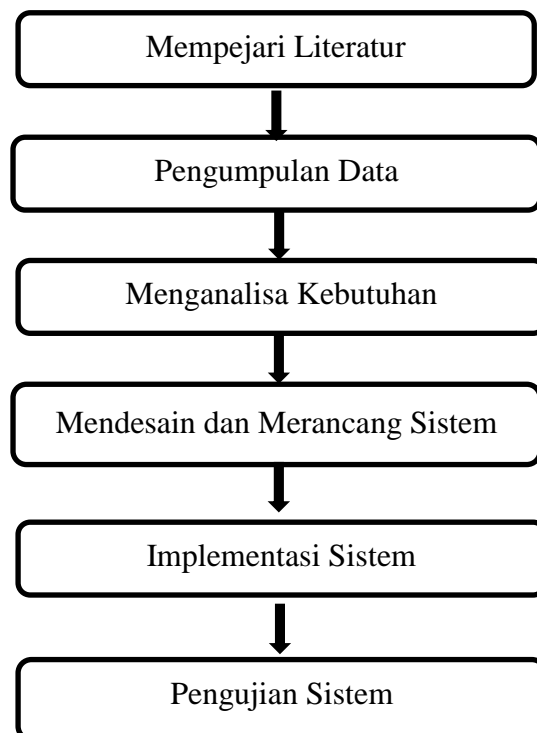 Mempejari Literatur
Pengumpulan Data
Menganalisa Kebutuhan
Mendesain dan Merancang Sistem
Implementasi Sistem
Pengujian Sistem